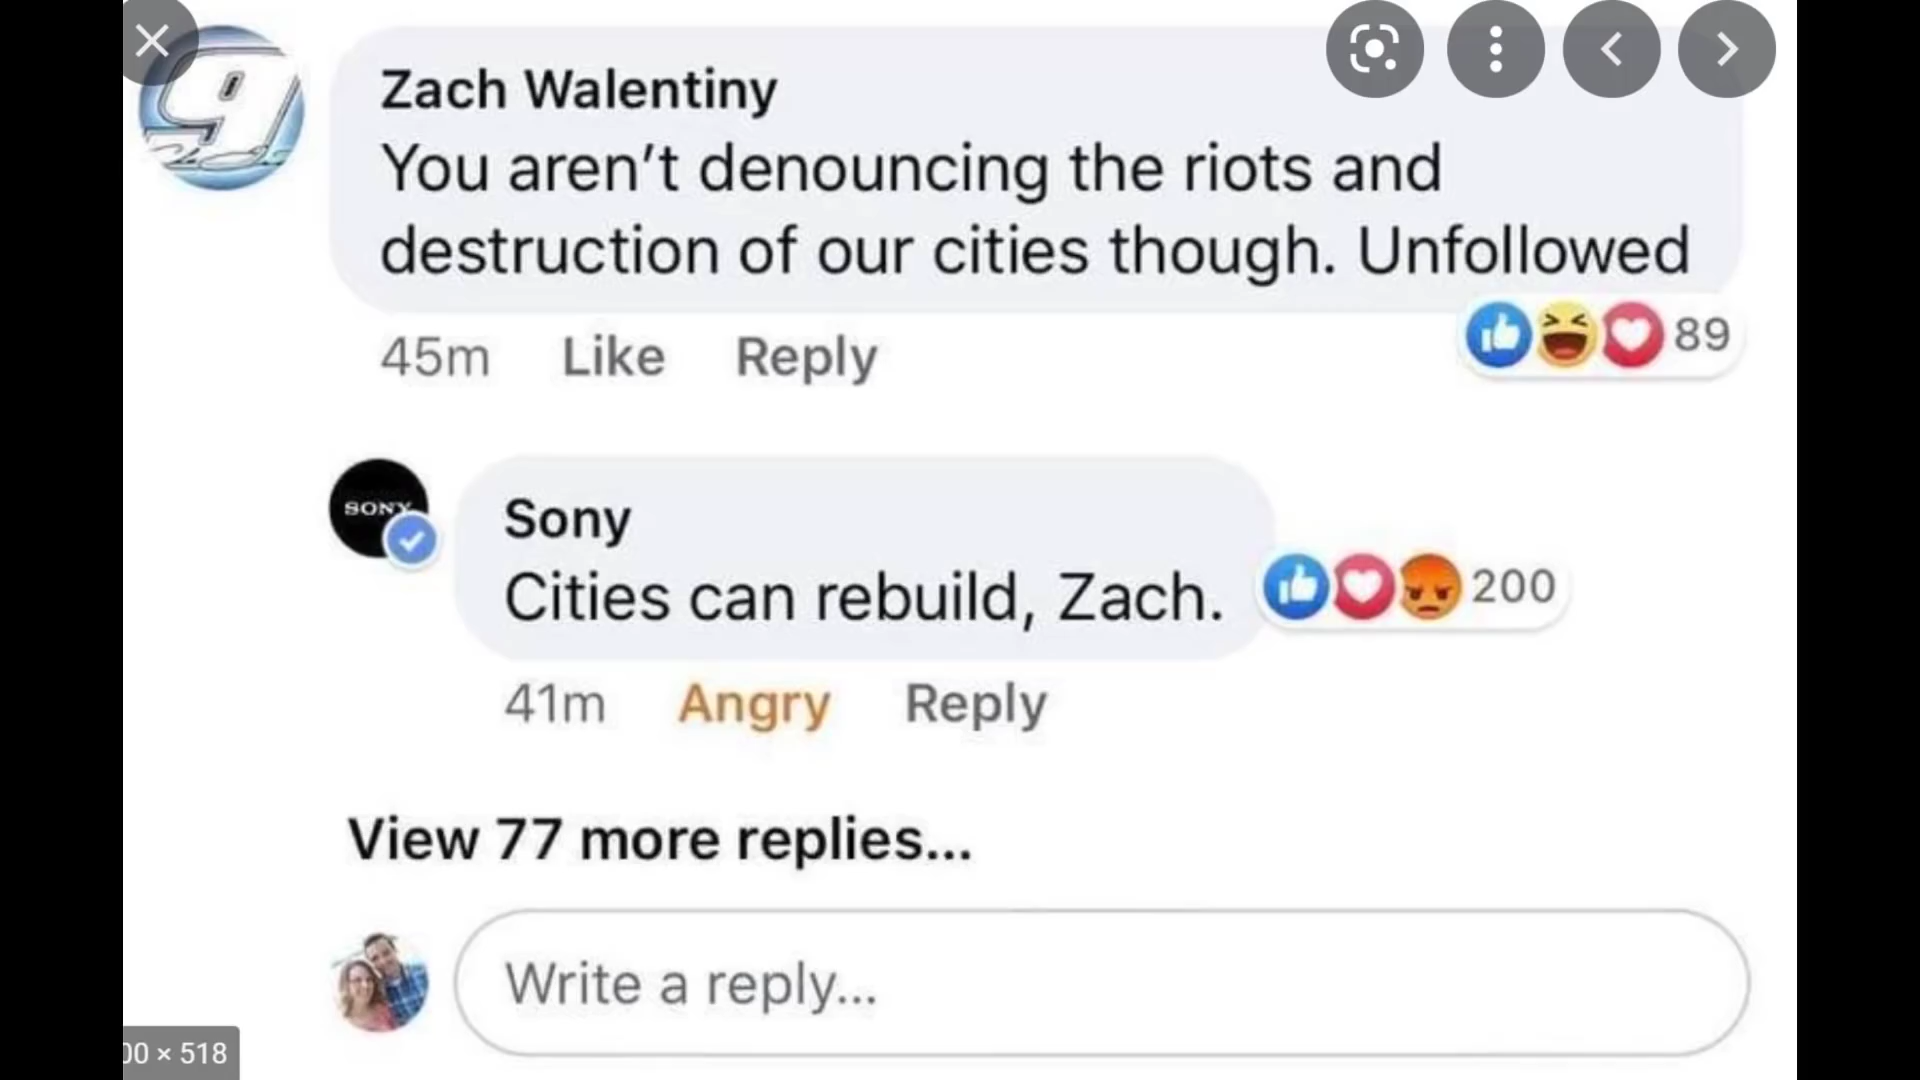 Zach Walentiny
You aren't denouncing the riots and
destruction of our cities though. Unfollowed
45m Like Reply
89
SONY
Sony
Cities can rebuild, Zach.
200
41m Angry Reply
View 77 more replies...
Write a reply...
00 × 518